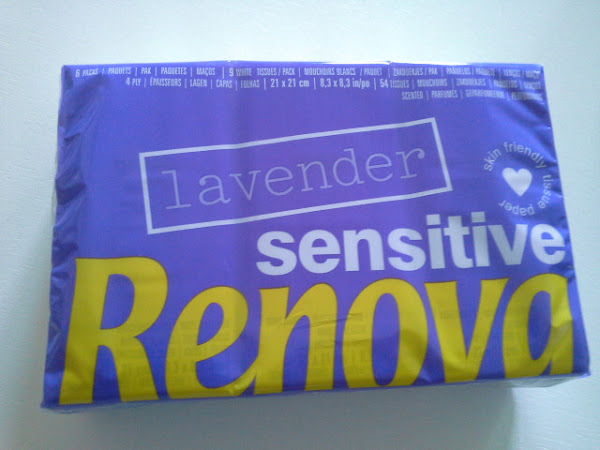 6 PACKS | PAQUETS | PAK | PAQUETES | MAÇOS | 9 WHITE TISSUES / PACK | MOUCHOIRS BLANCS / PAQUET | ZAKDOEKJES / PAK | PAÑUELOS / PAQUETE | LENÇOS / MAÇO
4 PLY | ÉPAISSEURS | LAGEN | CAPAS | FOLHAS | 21 x 21 cm | 8,3 x 8,3 in/po | 54 TISSUES | MOUCHOIRS | ZAKDOEKJES | PAÑUELOS | LENÇOS
SCENTED | PARFUMÉS | GEPARFUMEERD | PERFUMADOS
lavender
skin friendly tissue paper
sensitive
Renova